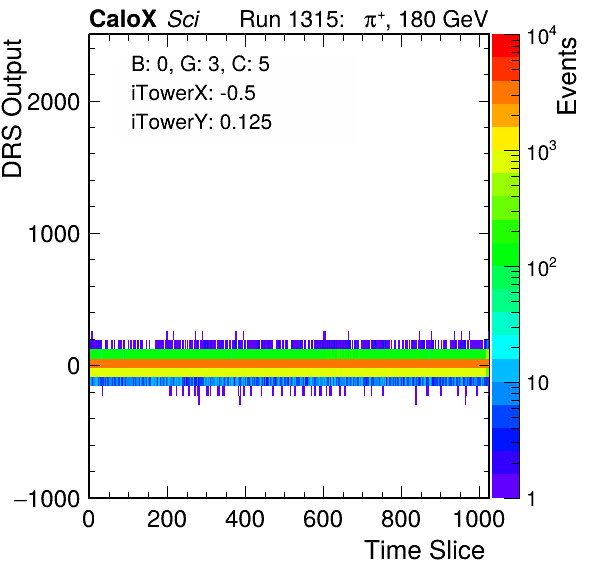 CaloX Sci Run 1315: π⁺, 180 GeV
B: 0, G: 3, C: 5
iTowerX: -0.5
iTowerY: 0.125
DRS Output
2000
1000
0
−1000
0 200 400 600 800 1000
Time Slice
Events
10⁴
10³
10²
10
1